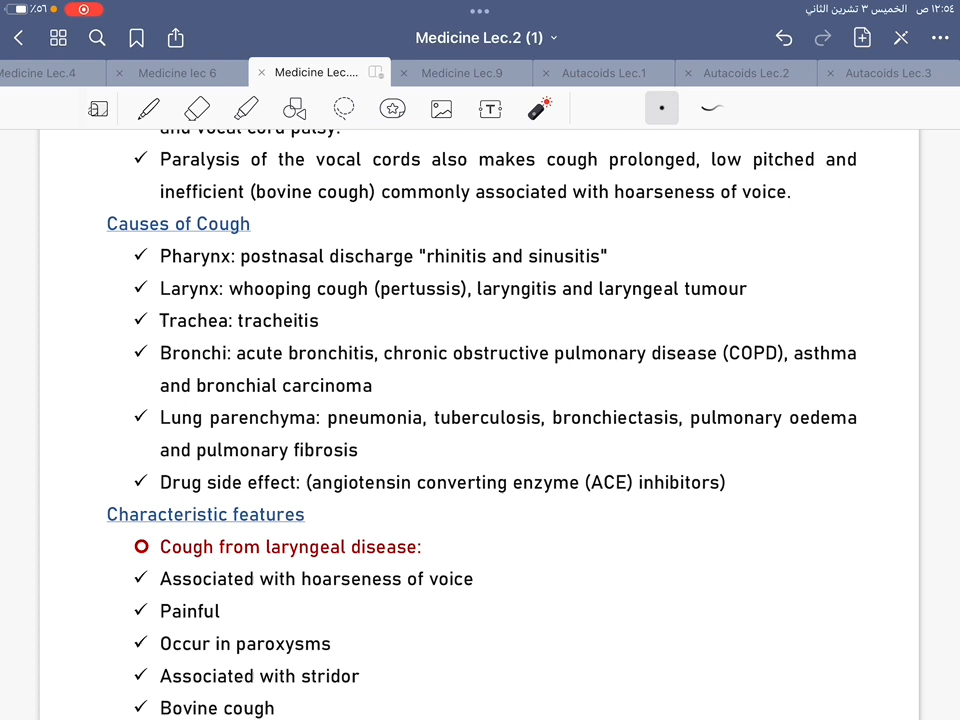 ٪٥٦ ١٢:٥٤ ص الخميس ٣ تشرين الثاني
Medicine Lec.2 (1)
Medicine Lec.4 × Medicine lec 6 × Medicine Lec.... × Medicine Lec.9 × Autacoids Lec.1 × Autacoids Lec.2 × Autacoids Lec.3
T
and vocal cord palsy.
✓ Paralysis of the vocal cords also makes cough prolonged, low pitched and
inefficient (bovine cough) commonly associated with hoarseness of voice.
Causes of Cough
✓ Pharynx: postnasal discharge "rhinitis and sinusitis"
✓ Larynx: whooping cough (pertussis), laryngitis and laryngeal tumour
✓ Trachea: tracheitis
✓ Bronchi: acute bronchitis, chronic obstructive pulmonary disease (COPD), asthma
and bronchial carcinoma
✓ Lung parenchyma: pneumonia, tuberculosis, bronchiectasis, pulmonary oedema
and pulmonary fibrosis
✓ Drug side effect: (angiotensin converting enzyme (ACE) inhibitors)
Characteristic features
Cough from laryngeal disease:
✓ Associated with hoarseness of voice
✓ Painful
✓ Occur in paroxysms
✓ Associated with stridor
✓ Bovine cough